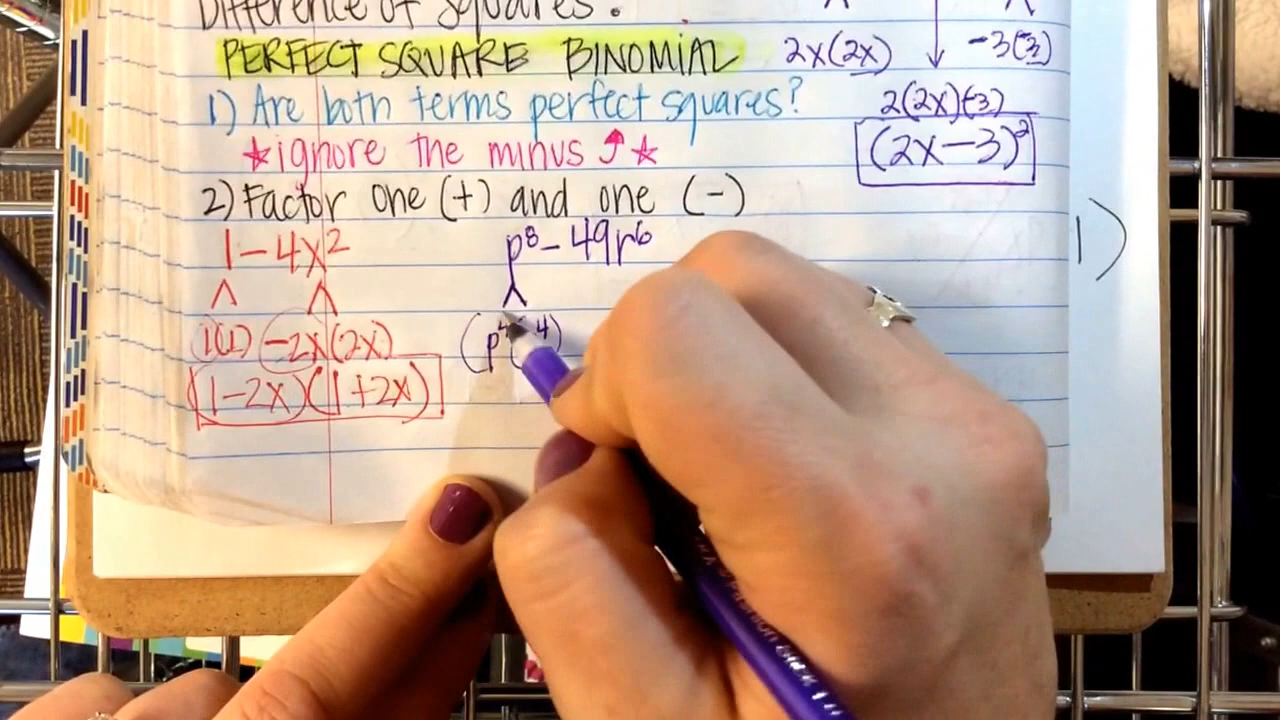 Difference of Squares:
PERFECT SQUARE BINOMIAL
2x(2x) -3(-3)
1) Are both terms perfect squares?
2(2x)(-3)
★ignore the minus ★
(2x-3)²
2) Factor one (+) and one (-)
1-4x² p⁸-49r⁶ 1)
1(1) -2x(2x) (p⁴ ⁴)
(1-2x)(1+2x)